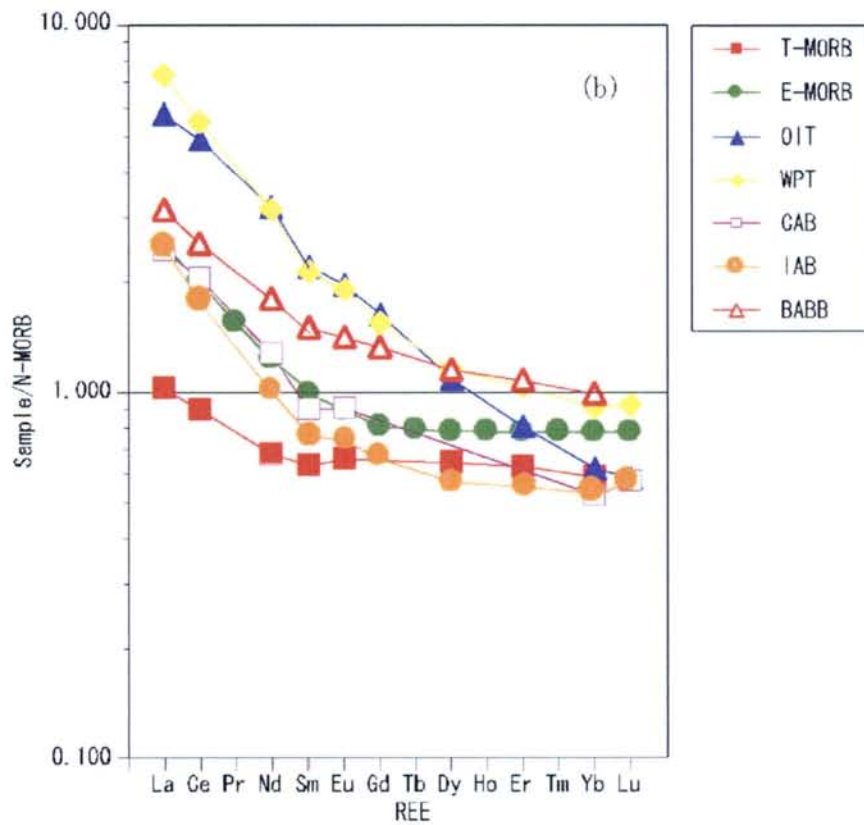 10.000
(b)
1.000
0.100
Sample/N-MORB
La Ce Pr Nd Sm Eu Gd Tb Dy Ho Er Tm Yb Lu
REE
T-MORB
E-MORB
OIT
WPT
CAB
IAB
BABB